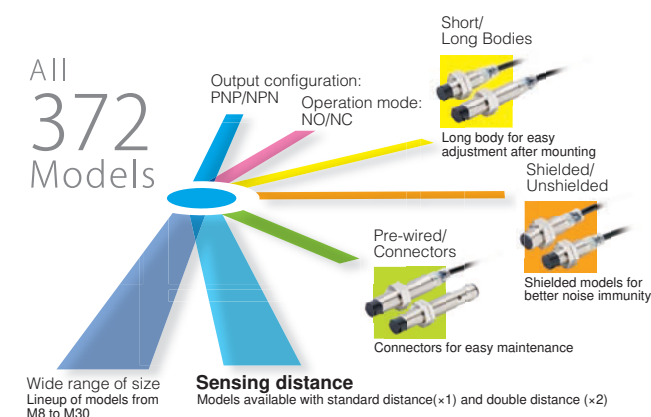 All
372
Models
Output configuration:
PNP/NPN
Operation mode:
NO/NC
Short/
Long Bodies
Long body for easy
adjustment after mounting
Shielded/
Unshielded
Shielded models for
better noise immunity
Pre-wired/
Connectors
Connectors for easy maintenance
Wide range of size
Lineup of models from
M8 to M30
Sensing distance
Models available with standard distance(×1) and double distance (×2)